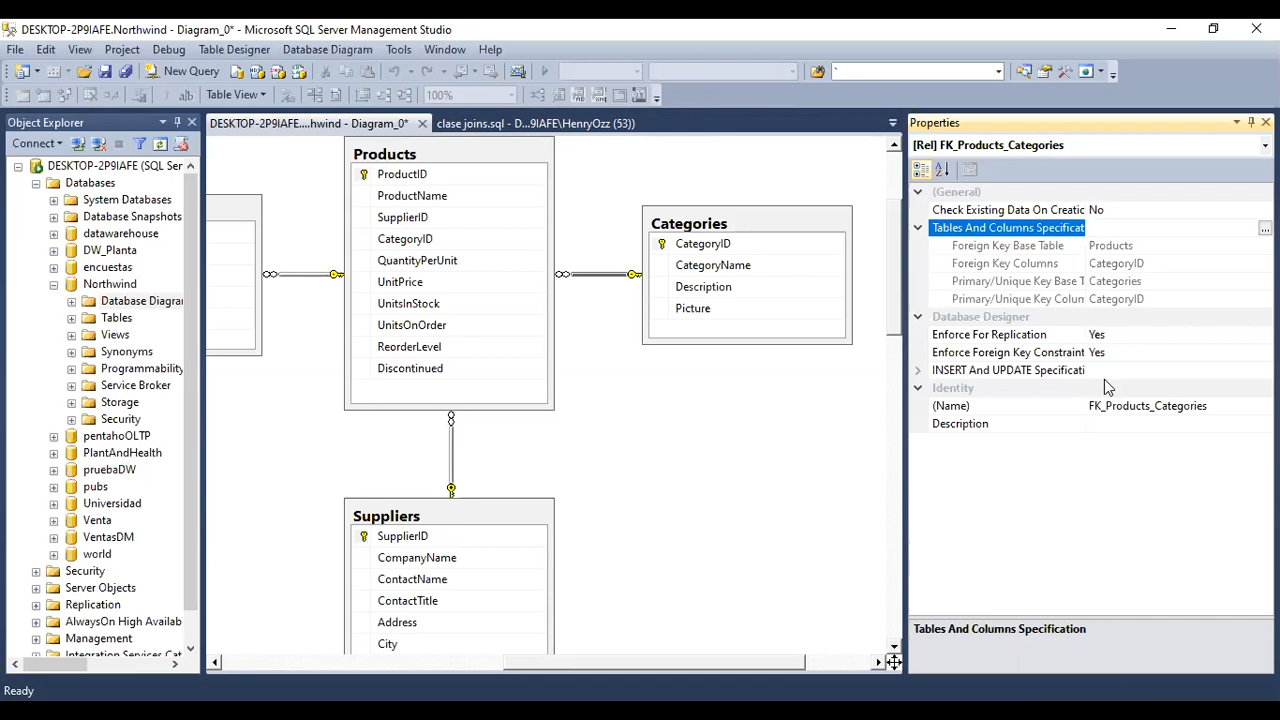 DESKTOP-2P9IAFE.Northwind - Diagram_0* - Microsoft SQL Server Management Studio
File Edit View Project Debug Table Designer Database Diagram Tools Window Help
New Query `
Table View 100%
Object Explorer
Connect
DESKTOP-2P9IAFE (SQL Ser
Databases
System Databases
Database Snapshots
datawarehouse
DW_Planta
encuestas
Northwind
Database Diagra
Tables
Views
Synonyms
Programmability
Service Broker
Storage
Security
pentahoOLTP
PlantAndHealth
pruebaDW
pubs
Universidad
Venta
VentasDM
world
Security
Server Objects
Replication
AlwaysOn High Availab
Management
Integration Services Cat
DESKTOP-2P9IAFE....hwind - Diagram_0* clase joins.sql - D...9IAFE\HenryOzz (53))
Products
ProductID
ProductName
SupplierID
CategoryID
QuantityPerUnit
UnitPrice
UnitsInStock
UnitsOnOrder
ReorderLevel
Discontinued
Categories
CategoryID
CategoryName
Description
Picture
Suppliers
SupplierID
CompanyName
ContactName
ContactTitle
Address
City
Properties
[Rel] FK_Products_Categories
(General)
Check Existing Data On Creatic No
Tables And Columns Specificat
Foreign Key Base Table Products
Foreign Key Columns CategoryID
Primary/Unique Key Base T Categories
Primary/Unique Key Colum CategoryID
Database Designer
Enforce For Replication Yes
Enforce Foreign Key Constraint Yes
INSERT And UPDATE Specificati
Identity
(Name) FK_Products_Categories
Description
Tables And Columns Specification
Ready